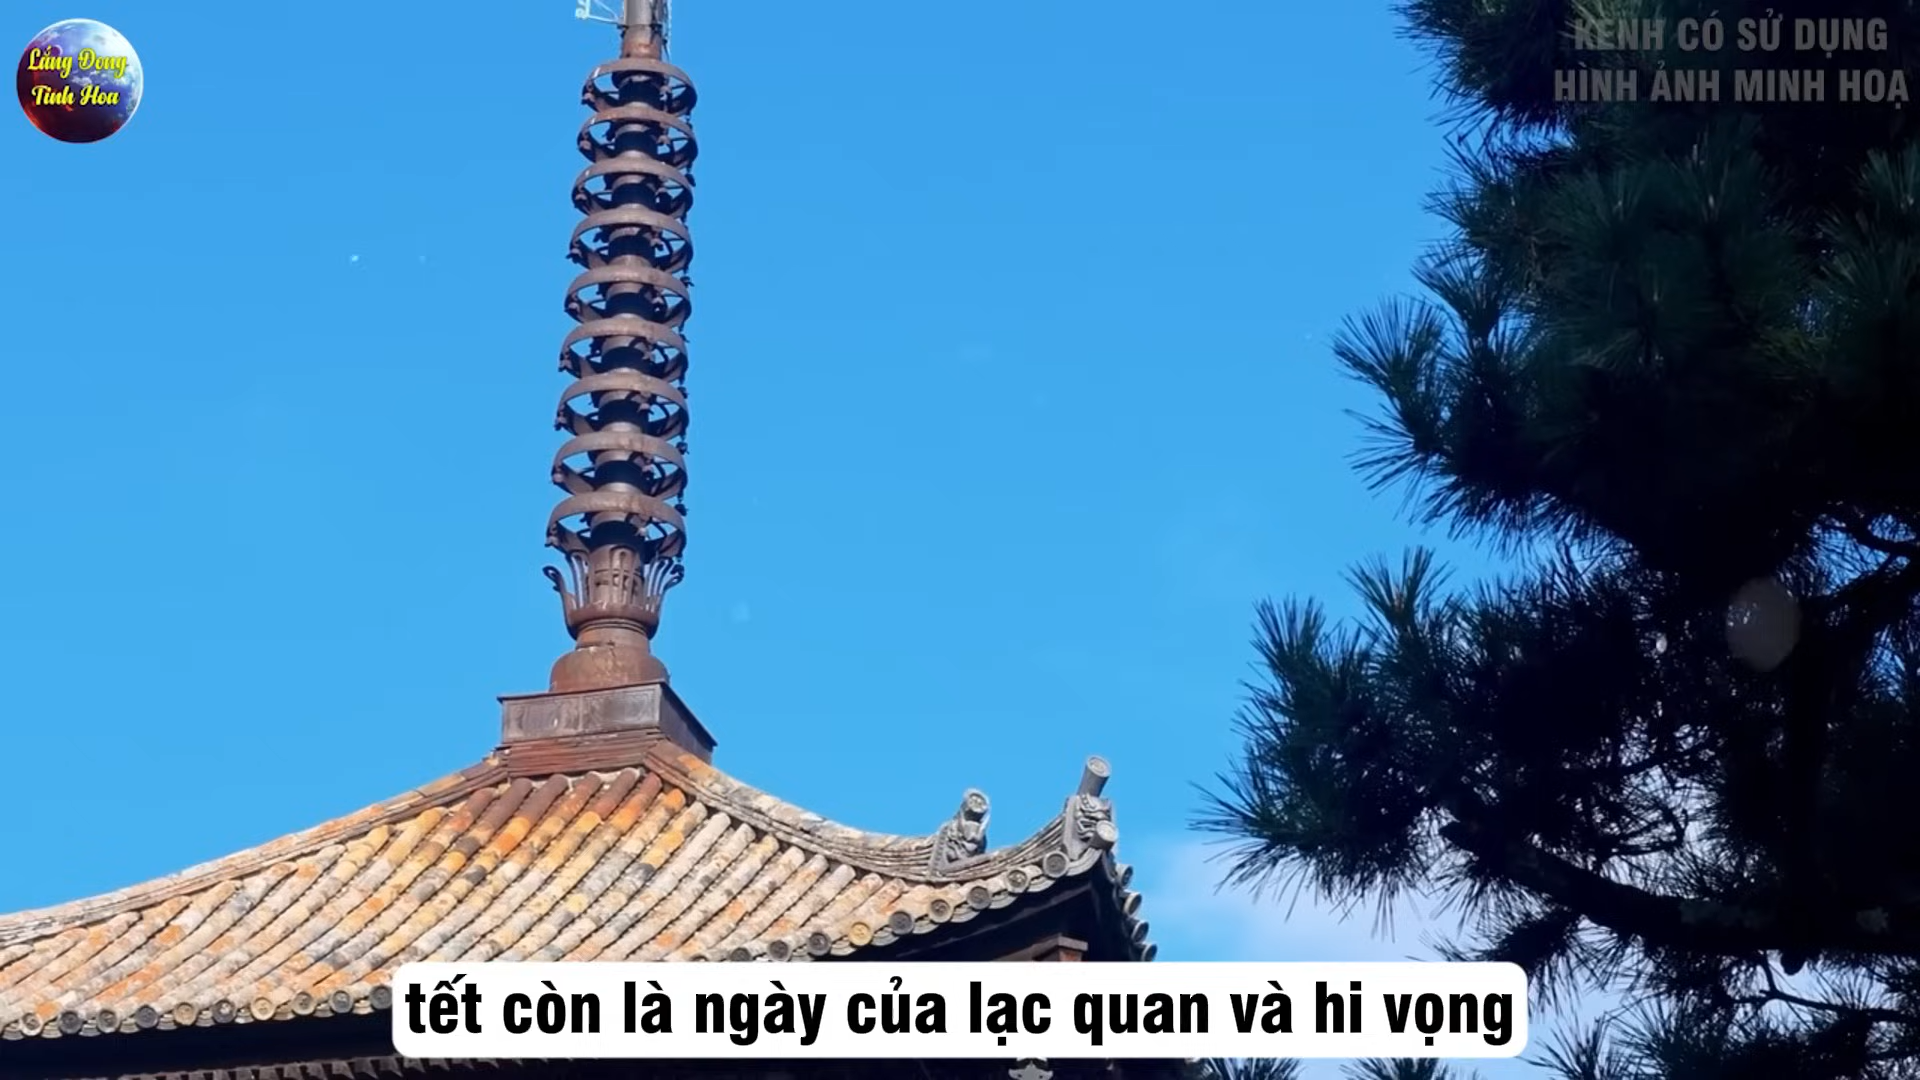 Lắng Đọng
Tinh Hoa
KÊNH CÓ SỬ DỤNG
HÌNH ẢNH MINH HOẠ
tết còn là ngày của lạc quan và hi vọng